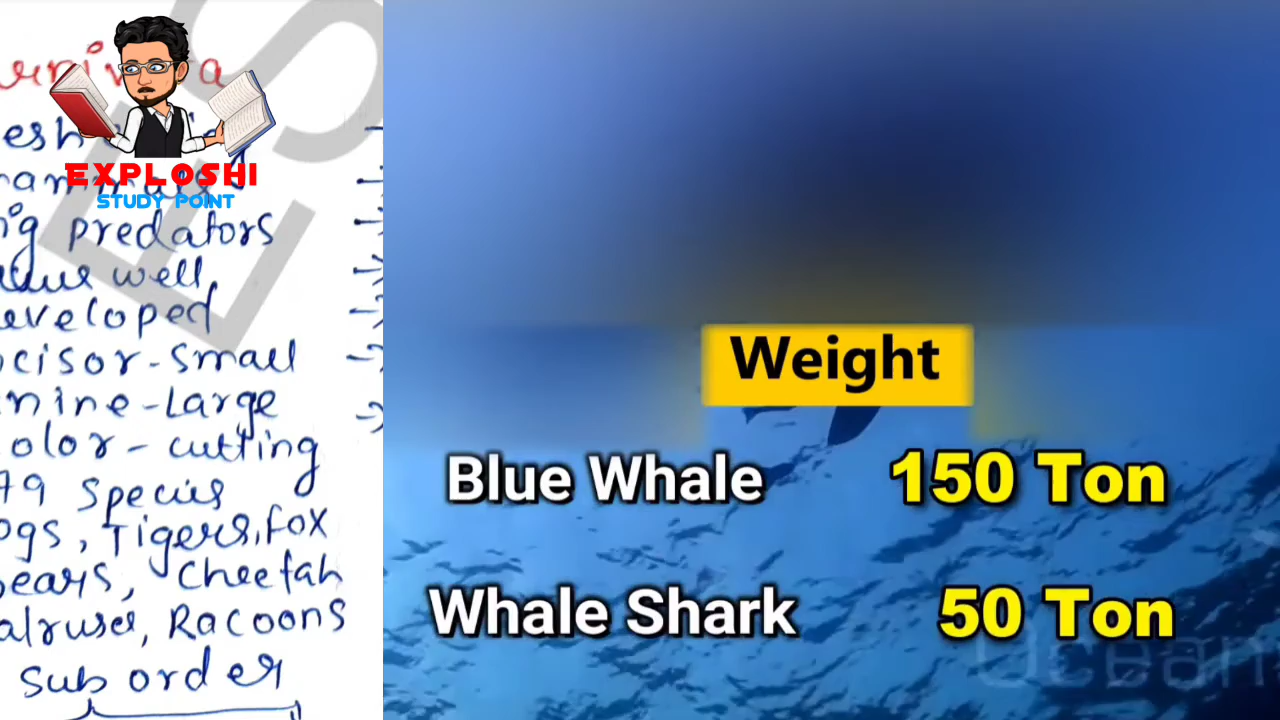 EXPLOSHI
STUDY POINT
predators
well
cisor-small
nine-Large
olor-cutting
79 Species
ogs, Tigers, fox
ears, Cheetah
alruses, Racoons
Sub order
Weight
Blue Whale 150 Ton
Whale Shark 50 Ton
Ocean